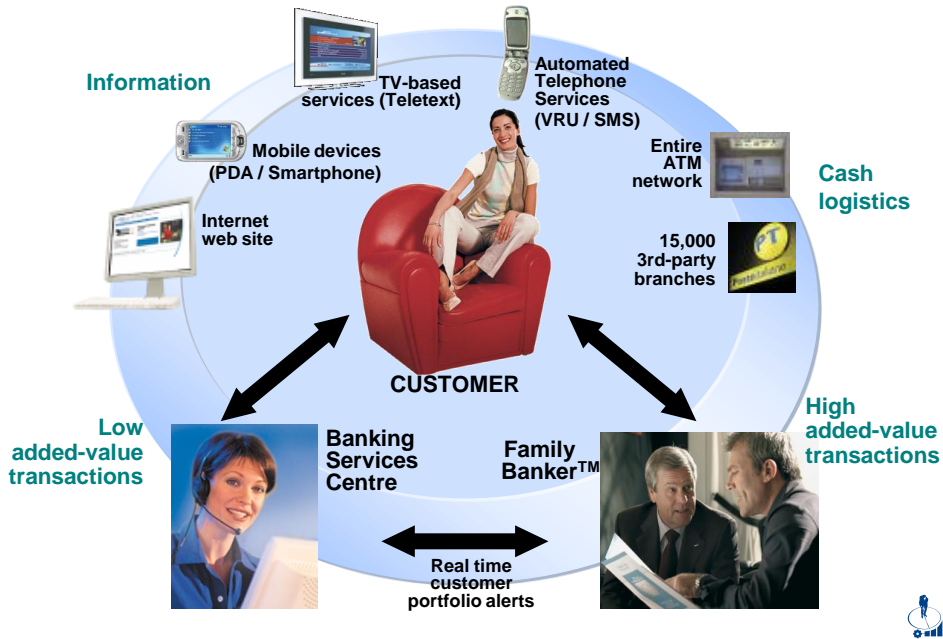 Information
TV-based
services (Teletext)
Automated
Telephone
Services
(VRU / SMS)
Mobile devices
(PDA / Smartphone)
Entire
ATM
network
Cash
logistics
Internet
web site
15,000
3rd-party
branches
PT
Posteitaliane
CUSTOMER
Low
added-value
transactions
Banking
Services
Centre
Family
Banker™
High
added-value
transactions
Real time
customer
portfolio alerts